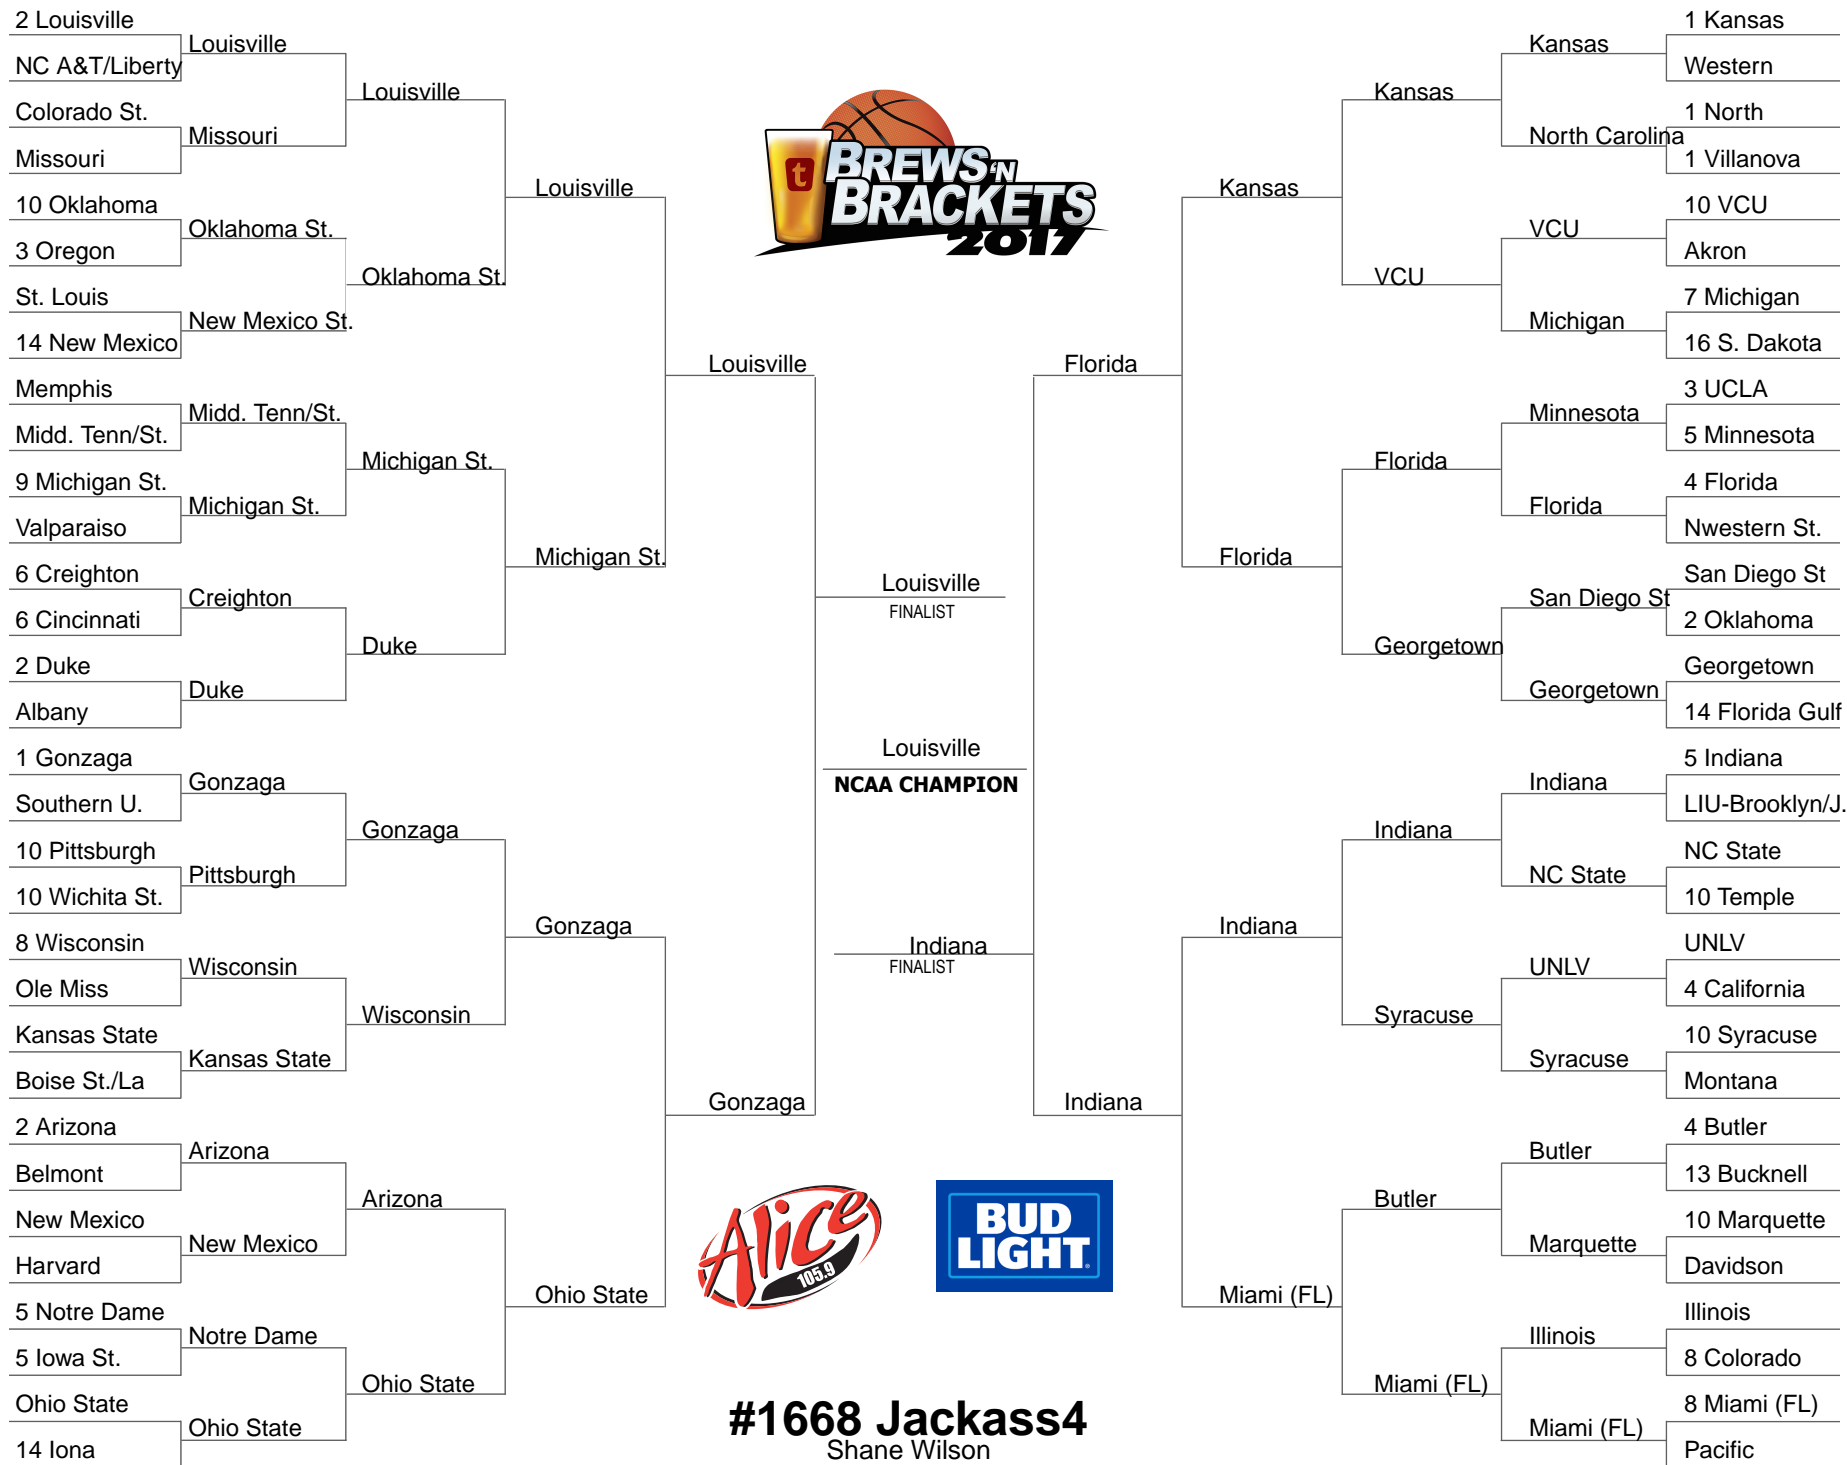 2 Louisville
NC A&T/Liberty
Colorado St.
Missouri
10 Oklahoma
3 Oregon
St. Louis
14 New Mexico
Memphis
Midd. Tenn/St.
9 Michigan St.
Valparaiso
6 Creighton
6 Cincinnati
2 Duke
Albany
1 Gonzaga
Southern U.
10 Pittsburgh
10 Wichita St.
8 Wisconsin
Ole Miss
Kansas State
Boise St./La
2 Arizona
Belmont
New Mexico
Harvard
5 Notre Dame
5 Iowa St.
Ohio State
14 Iona
Louisville
Missouri
Oklahoma St.
New Mexico St.
Midd. Tenn/St.
Michigan St.
Creighton
Duke
Gonzaga
Pittsburgh
Wisconsin
Kansas State
Arizona
New Mexico
Notre Dame
Ohio State
Louisville
Oklahoma St.
Michigan St.
Duke
Gonzaga
Wisconsin
Arizona
Ohio State
Louisville
Michigan St.
Gonzaga
Ohio State
Louisville
Gonzaga
t
BREWS 'N
BRACKETS
2017
Louisville
FINALIST
Louisville
NCAA CHAMPION
Indiana
FINALIST
Alice
105.9
BUD
LIGHT
#1668 Jackass4
Shane Wilson
Florida
Indiana
Kansas
Florida
Indiana
Miami (FL)
Kansas
VCU
Florida
Georgetown
Indiana
Syracuse
Butler
Miami (FL)
Kansas
North Carolina
VCU
Michigan
Minnesota
Florida
San Diego St
Georgetown
Indiana
NC State
UNLV
Syracuse
Butler
Marquette
Illinois
Miami (FL)
1 Kansas
Western
1 North
1 Villanova
10 VCU
Akron
7 Michigan
16 S. Dakota
3 UCLA
5 Minnesota
4 Florida
Nwestern St.
San Diego St
2 Oklahoma
Georgetown
14 Florida Gulf
5 Indiana
LIU-Brooklyn/J.
NC State
10 Temple
UNLV
4 California
10 Syracuse
Montana
4 Butler
13 Bucknell
10 Marquette
Davidson
Illinois
8 Colorado
8 Miami (FL)
Pacific